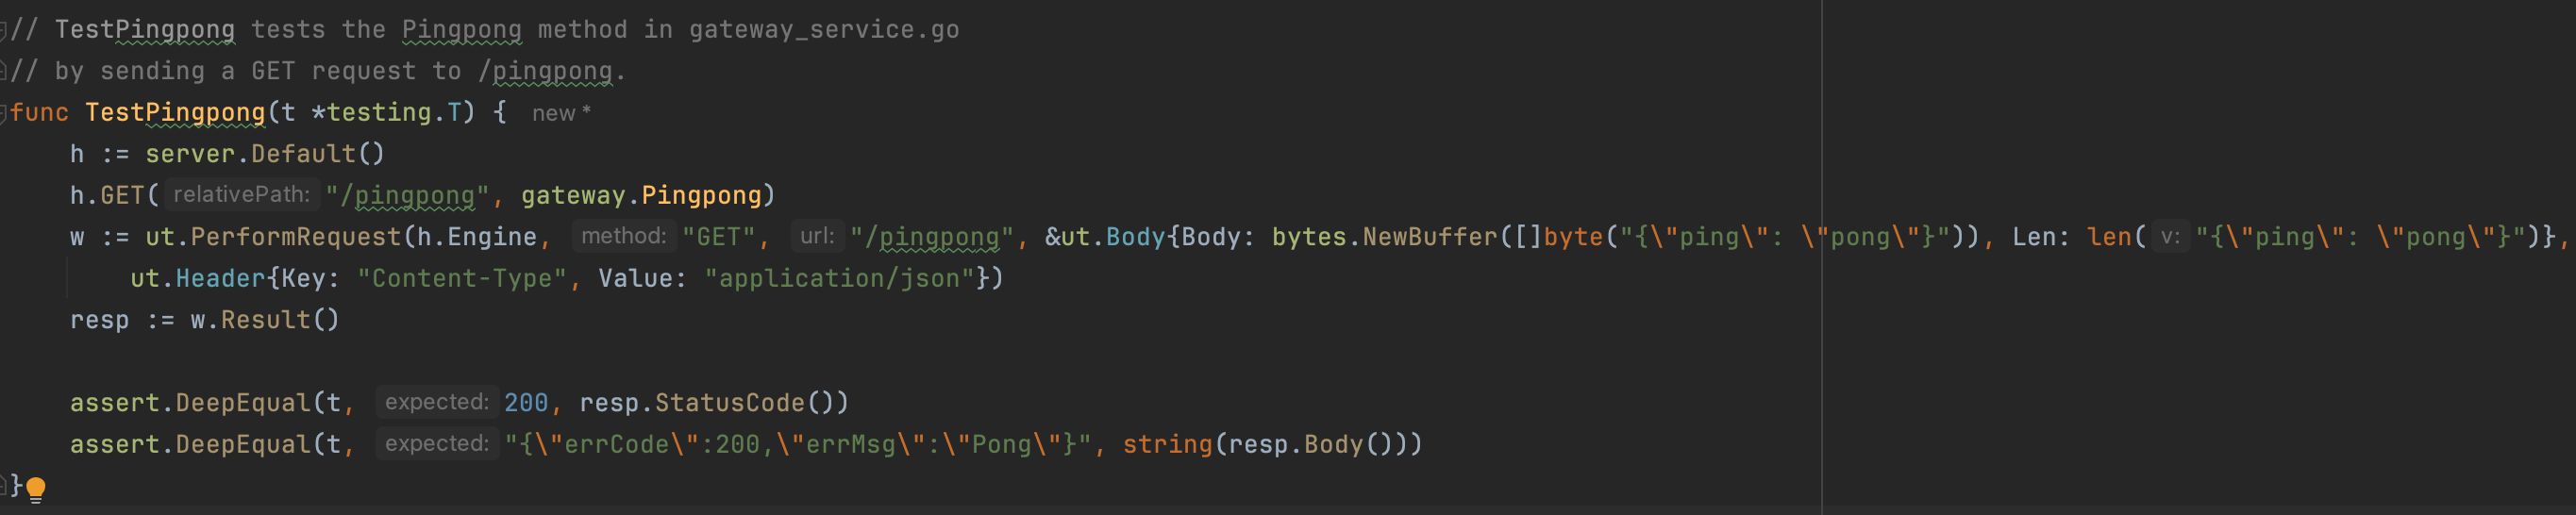 // TestPingpong tests the Pingpong method in gateway_service.go
// by sending a GET request to /pingpong.
func TestPingpong(t *testing.T) { new *
    h := server.Default()
    h.GET( relativePath: "/pingpong", gateway.Pingpong)
    w := ut.PerformRequest(h.Engine, method: "GET", url: "/pingpong", &ut.Body{Body: bytes.NewBuffer([]byte("{\"ping\": \"pong\"}")), Len: len( v: "{\"ping\": \"pong\"}")},
        ut.Header{Key: "Content-Type", Value: "application/json"})
    resp := w.Result()

    assert.DeepEqual(t, expected: 200, resp.StatusCode())
    assert.DeepEqual(t, expected: "{\"errCode\":200,\"errMsg\":\"Pong\"}", string(resp.Body()))
}